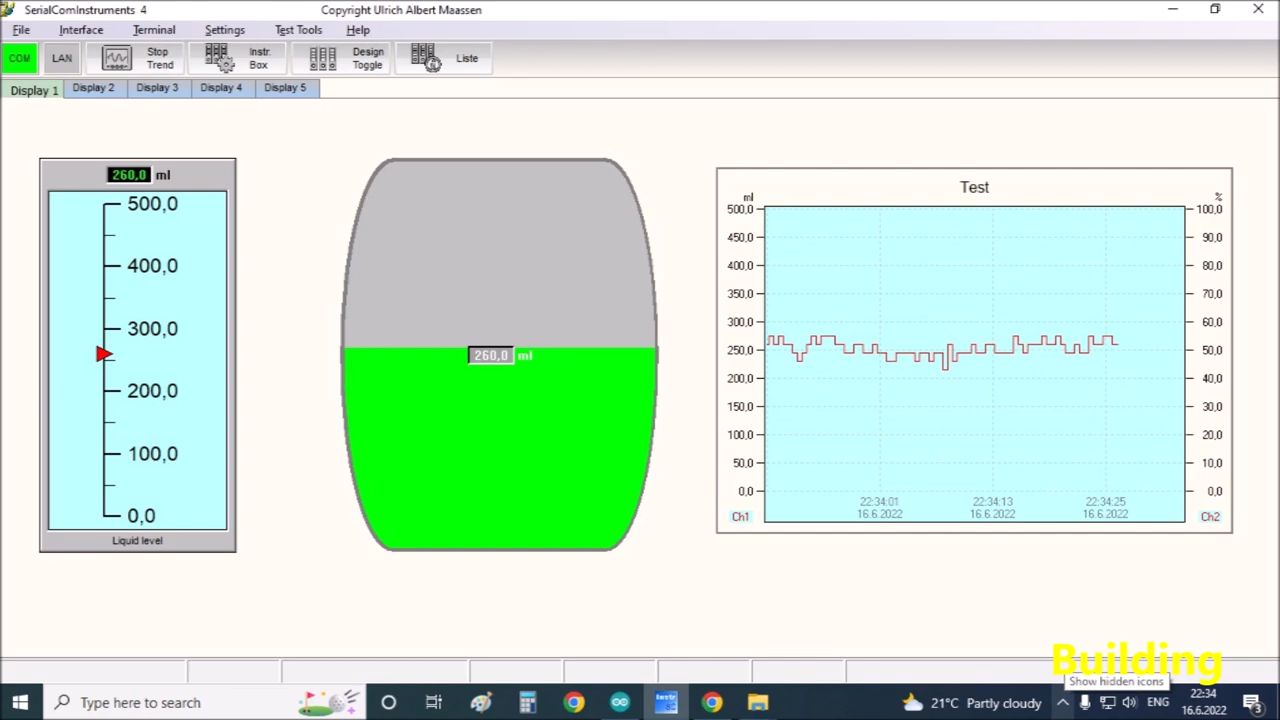 SerialComInstruments 4
Copyright Ulrich Albert Maassen
File Interface Terminal Settings Test Tools Help
COM
LAN
Stop
Trend
Instr.
Box
Design
Toggle
Liste
Display 1 Display 2 Display 3 Display 4 Display 5
260,0 ml
500,0
400,0
300,0
200,0
100,0
0,0
Liquid level
260,0 ml
Test
ml
500,0
450,0
400,0
350,0
300,0
250,0
200,0
150,0
100,0
50,0
0,0
Ch1
22:34:01
16.6.2022
22:34:13
16.6.2022
22:34:25
16.6.2022
%
100,0
90,0
80,0
70,0
60,0
50,0
40,0
30,0
20,0
10,0
0,0
Ch2
Building
Show hidden icons
Type here to search
21°C Partly cloudy
ENG
22:34
16.6.2022
3